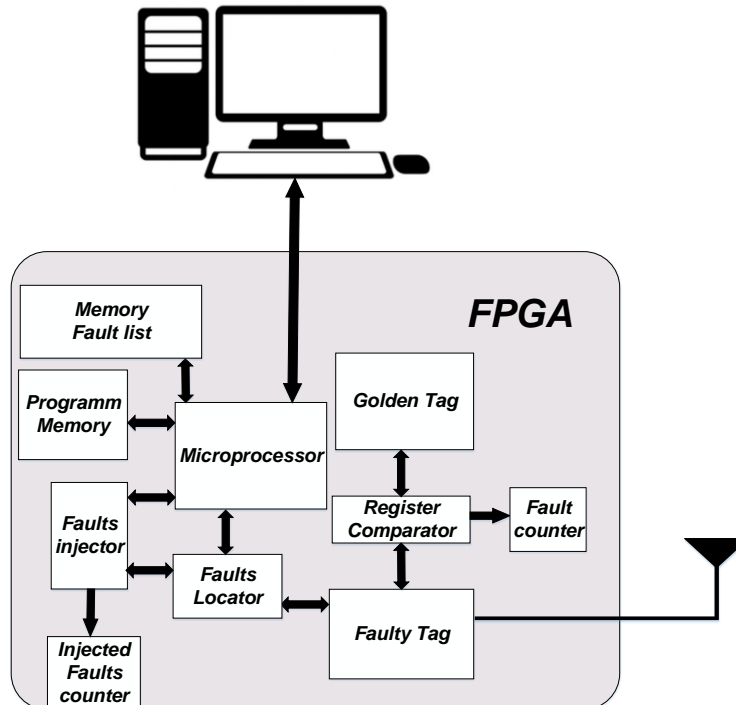 FPGA
Memory
Fault list
Programm
Memory
Microprocessor
Golden Tag
Register
Comparator
Fault
counter
Faults
injector
Faults
Locator
Faulty Tag
Injected
Faults
counter